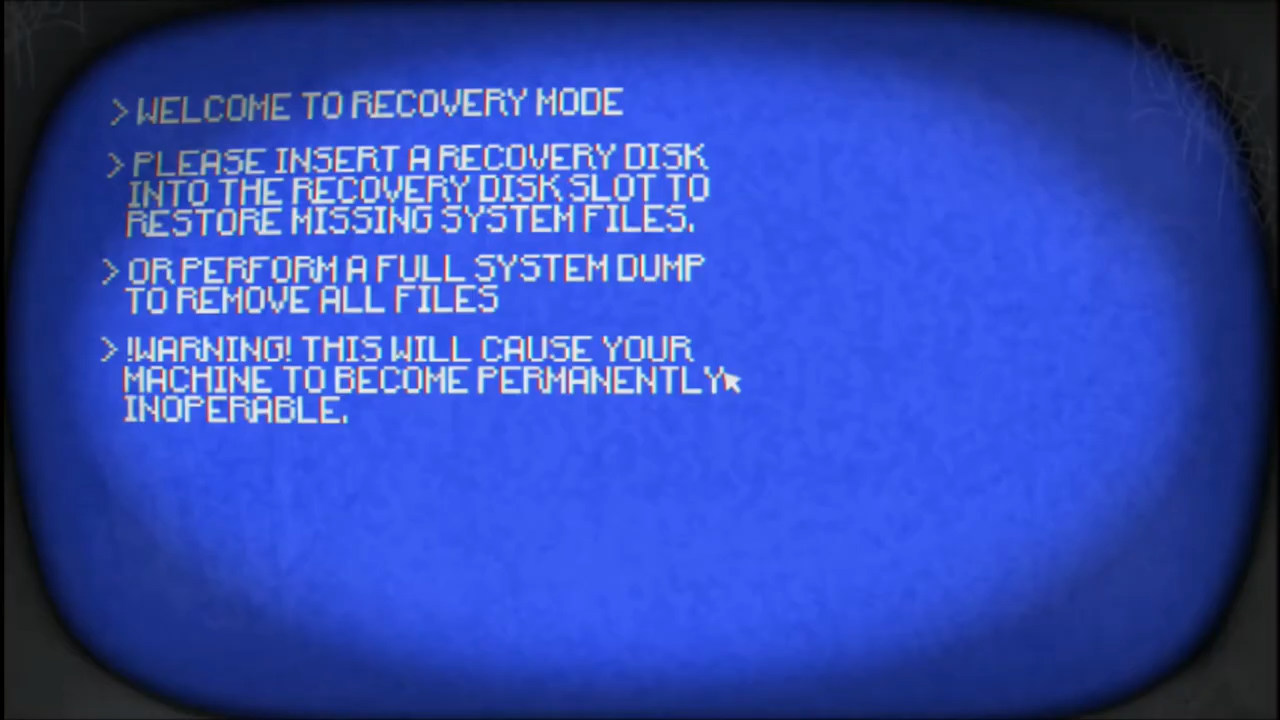 > WELCOME TO RECOVERY MODE
> PLEASE INSERT A RECOVERY DISK
INTO THE RECOVERY DISK SLOT TO
RESTORE MISSING SYSTEM FILES.
> OR PERFORM A FULL SYSTEM DUMP
TO REMOVE ALL FILES
> !WARNING! THIS WILL CAUSE YOUR
MACHINE TO BECOME PERMANENTLY
INOPERABLE.